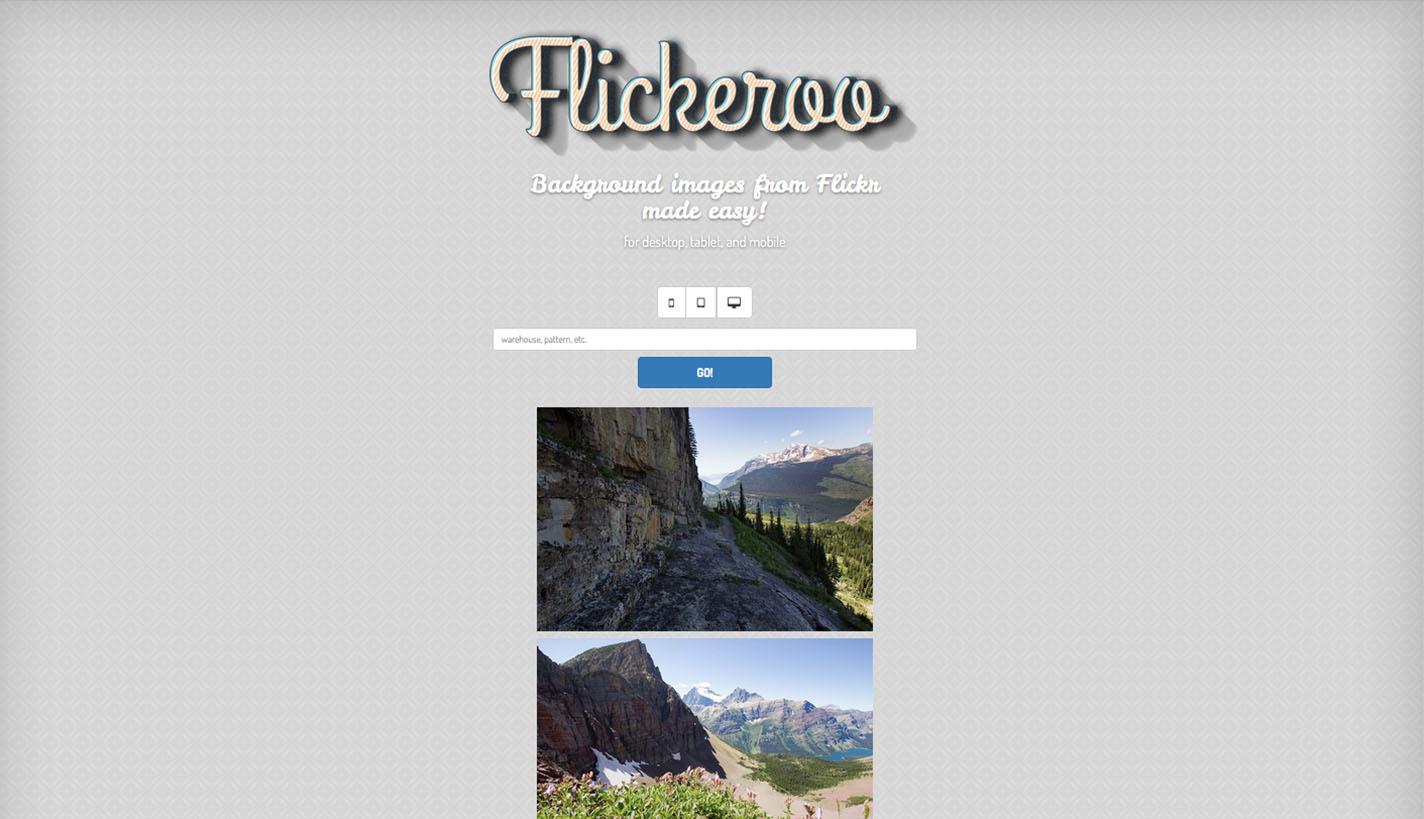 Flickeroo
Background images from Flickr
made easy!
for desktop, tablet, and mobile
warehouse, pattern, etc.
GO!